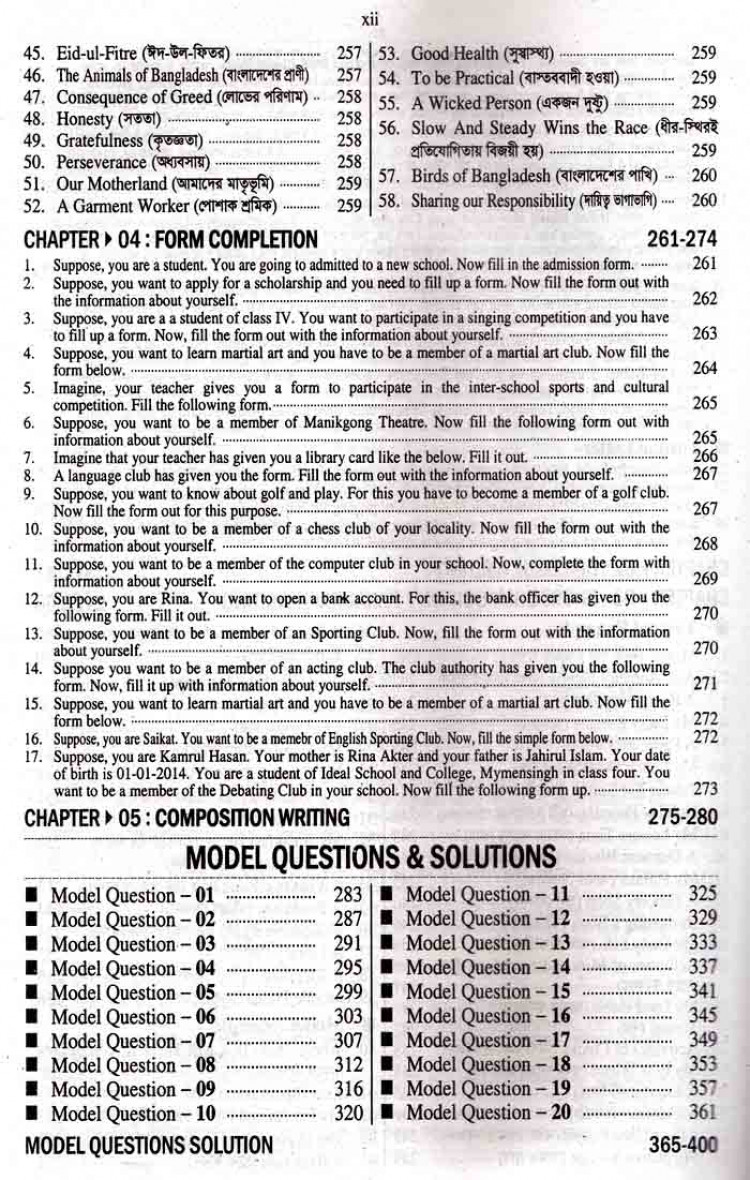 xii
45. Eid-ul-Fitre (ঈদ-উল-ফিতর) 257
46. The Animals of Bangladesh (বাংলাদেশের প্রাণী) 257
47. Consequence of Greed (লোভের পরিণাম) 258
48. Honesty (সততা) 258
49. Gratefulness (কৃতজ্ঞতা) 258
50. Perseverance (অধ্যবসায়) 258
51. Our Motherland (আমাদের মাতৃভূমি) 259
52. A Garment Worker (পোশাক শ্রমিক) 259
53. Good Health (সুস্বাস্থ্য) 259
54. To be Practical (বাস্তববাদী হওয়া) 259
55. A Wicked Person (একজন দুষ্ট) 259
56. Slow And Steady Wins the Race (ধীর-স্থিরই
প্রতিযোগিতায় বিজয়ী হয়) 259
57. Birds of Bangladesh (বাংলাদেশের পাখি) 260
58. Sharing our Responsibility (দায়িত্ব ভাগাভাগি) 260
CHAPTER 04 : FORM COMPLETION 261-274
1. Suppose, you are a student. You are going to admitted to a new school. Now fill in the admission form. 261
2. Suppose, you want to apply for a scholarship and you need to fill up a form. Now fill the form out with
the information about yourself. 262
3. Suppose, you are a a student of class IV. You want to participate in a singing competition and you have
to fill up a form. Now, fill the form out with the information about yourself. 263
4. Suppose, you want to learn martial art and you have to be a member of a martial art club. Now fill the
form below. 264
5. Imagine, your teacher gives you a form to participate in the inter-school sports and cultural
competition. Fill the following form. 265
6. Suppose, you want to be a member of Manikgong Theatre. Now fill the following form out with
information about yourself. 265
7. Imagine that your teacher has given you a library card like the below. Fill it out. 266
8. A language club has given you the form. Fill the form out with the information about yourself. 267
9. Suppose, you want to know about golf and play. For this you have to become a member of a golf club.
Now fill the form out for this purpose. 267
10. Suppose, you want to be a member of a chess club of your locality. Now fill the form out with the
information about yourself. 268
11. Suppose, you want to be a member of the computer club in your school. Now, complete the form with
information about yourself. 269
12. Suppose, you are Rina. You want to open a bank account. For this, the bank officer has given you the
following form. Fill it out. 270
13. Suppose, you want to be a member of an Sporting Club. Now, fill the form out with the information
about yourself. 270
14. Suppose you want to be a member of an acting club. The club authority has given you the following
form. Now, fill it up with information about yourself. 271
15. Suppose, you want to learn martial art and you have to be a member of a martial art club. Now fill the
form below. 272
16. Suppose, you are Saikat. You want to be a memebr of English Sporting Club. Now, fill the simple form below. 272
17. Suppose, you are Kamrul Hasan. Your mother is Rina Akter and your father is Jahirul Islam. Your date
of birth is 01-01-2014. You are a student of Ideal School and College, Mymensingh in class four. You
want to be a member of the Debating Club in your school. Now fill the following form up. 273
CHAPTER 05 : COMPOSITION WRITING 275-280
MODEL QUESTIONS & SOLUTIONS
Model Question – 01 283
Model Question – 02 287
Model Question – 03 291
Model Question – 04 295
Model Question – 05 299
Model Question – 06 303
Model Question – 07 307
Model Question – 08 312
Model Question – 09 316
Model Question – 10 320
Model Question – 11 325
Model Question – 12 329
Model Question – 13 333
Model Question – 14 337
Model Question – 15 341
Model Question – 16 345
Model Question – 17 349
Model Question – 18 353
Model Question – 19 357
Model Question – 20 361
MODEL QUESTIONS SOLUTION 365-400